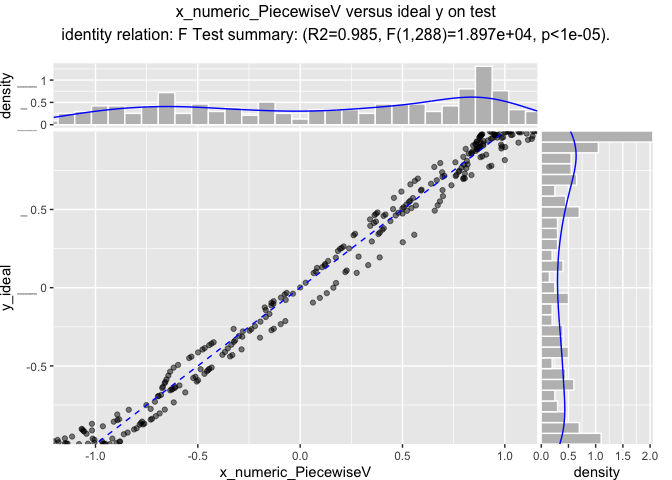 x_numeric_PiecewiseV versus ideal y on test
identity relation: F Test summary: (R2=0.985, F(1,288)=1.897e+04, p<1e-05).
density
1
0.5
0
y_ideal
0.5
0
-0.5
-1.0 -0.5 0.0 0.5 1.0
x_numeric_PiecewiseV
0.0 0.5 1.0 1.5 2.0
density